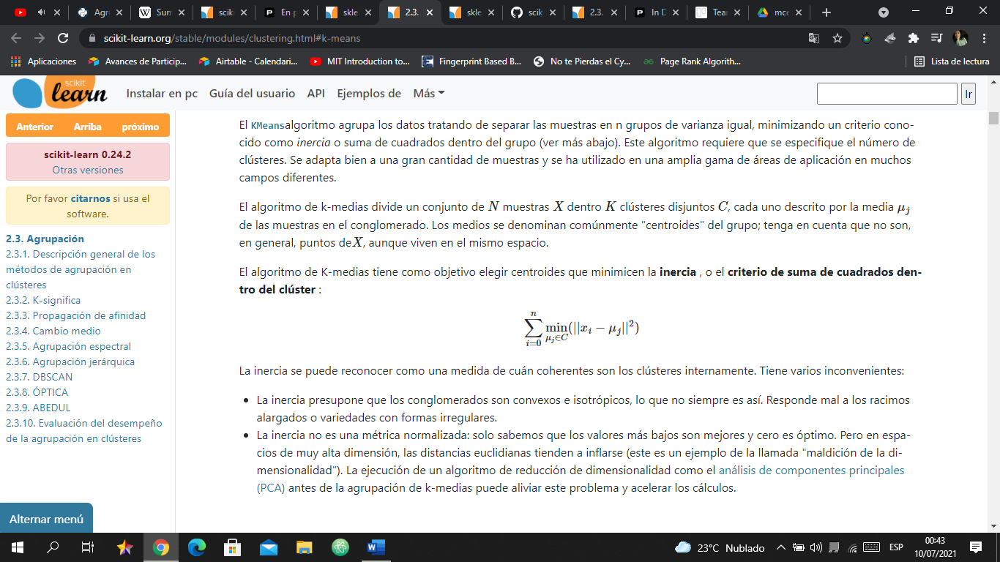 Agr
Sum
scik
En p
skle
2.3.
skle
scik
2.3.
In D
Tear
mce
scikit-learn.org/stable/modules/clustering.html#k-means
Aplicaciones
Avances de Particip...
Airtable - Calendari...
MIT Introduction to...
Fingerprint Based B...
No te Pierdas el Cy...
Page Rank Algorith...
Lista de lectura
scikit
learn
Instalar en pc
Guía del usuario
API
Ejemplos de
Más
Ir
Anterior
Arriba
próximo
scikit-learn 0.24.2
Otras versiones
Por favor citarnos si usa el
software.
2.3. Agrupación
2.3.1. Descripción general de los
métodos de agrupación en
clústeres
2.3.2. K-significa
2.3.3. Propagación de afinidad
2.3.4. Cambio medio
2.3.5. Agrupación espectral
2.3.6. Agrupación jerárquica
2.3.7. DBSCAN
2.3.8. ÓPTICA
2.3.9. ABEDUL
2.3.10. Evaluación del desempeño
de la agrupación en clústeres
Alternar menú
El KMeansalgoritmo agrupa los datos tratando de separar las muestras en n grupos de varianza igual, minimizando un criterio cono-
cido como inercia o suma de cuadrados dentro del grupo (ver más abajo). Este algoritmo requiere que se especifique el número de
clústeres. Se adapta bien a una gran cantidad de muestras y se ha utilizado en una amplia gama de áreas de aplicación en muchos
campos diferentes.
El algoritmo de k-medias divide un conjunto de N muestras X dentro K clústeres disjuntos C, cada uno descrito por la media μj
de las muestras en el conglomerado. Los medios se denominan comúnmente "centroides" del grupo; tenga en cuenta que no son,
en general, puntos deX, aunque viven en el mismo espacio.
El algoritmo de K-medias tiene como objetivo elegir centroides que minimicen la inercia , o el criterio de suma de cuadrados den-
tro del clúster :
∑ i=0 n min μj∈C (||xi − μj||²)
La inercia se puede reconocer como una medida de cuán coherentes son los clústeres internamente. Tiene varios inconvenientes:
• La inercia presupone que los conglomerados son convexos e isotrópicos, lo que no siempre es así. Responde mal a los racimos
alargados o variedades con formas irregulares.
• La inercia no es una métrica normalizada: solo sabemos que los valores más bajos son mejores y cero es óptimo. Pero en espa-
cios de muy alta dimensión, las distancias euclidianas tienden a inflarse (este es un ejemplo de la llamada "maldición de la di-
mensionalidad"). La ejecución de un algoritmo de reducción de dimensionalidad como el análisis de componentes principales
(PCA) antes de la agrupación de k-medias puede aliviar este problema y acelerar los cálculos.
23°C Nublado
ESP
00:43
10/07/2021